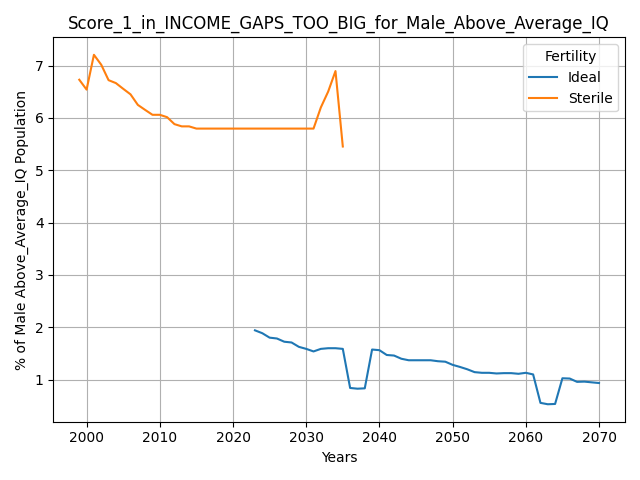 Score_1_in_INCOME_GAPS_TOO_BIG_for_Male_Above_Average_IQ
% of Male Above_Average_IQ Population
7
6
5
4
3
2
1
Fertility
Ideal
Sterile
2000 2010 2020 2030 2040 2050 2060 2070
Years